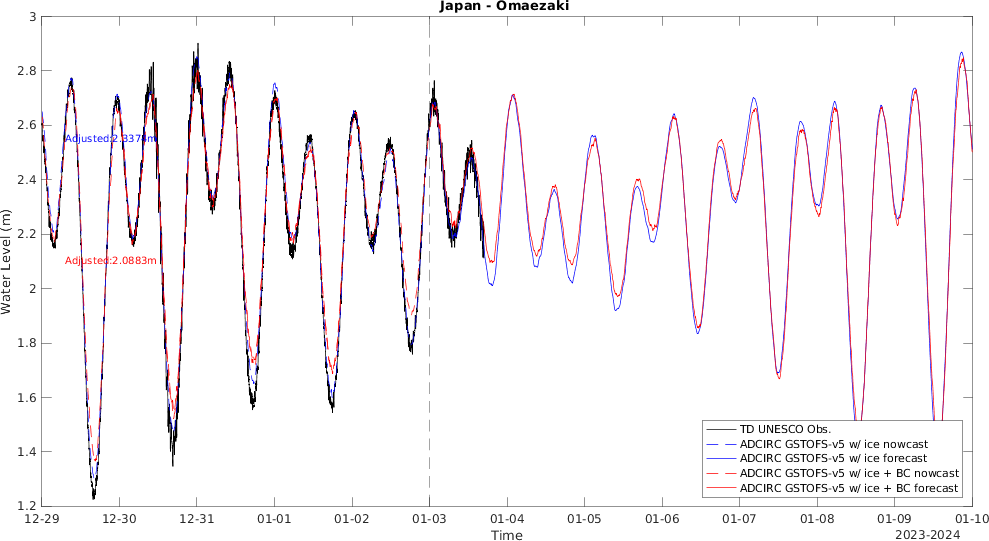 Japan - Omaezaki
Water Level (m)
3
2.8
2.6
2.4
2.2
2
1.8
1.6
1.4
1.2
Adjusted:2.3374m
Adjusted:2.0883m
TD UNESCO Obs.
ADCIRC GSTOFS-v5 w/ ice nowcast
ADCIRC GSTOFS-v5 w/ ice forecast
ADCIRC GSTOFS-v5 w/ ice + BC nowcast
ADCIRC GSTOFS-v5 w/ ice + BC forecast
12-29 12-30 12-31 01-01 01-02 01-03 01-04 01-05 01-06 01-07 01-08 01-09 01-10
Time
2023-2024